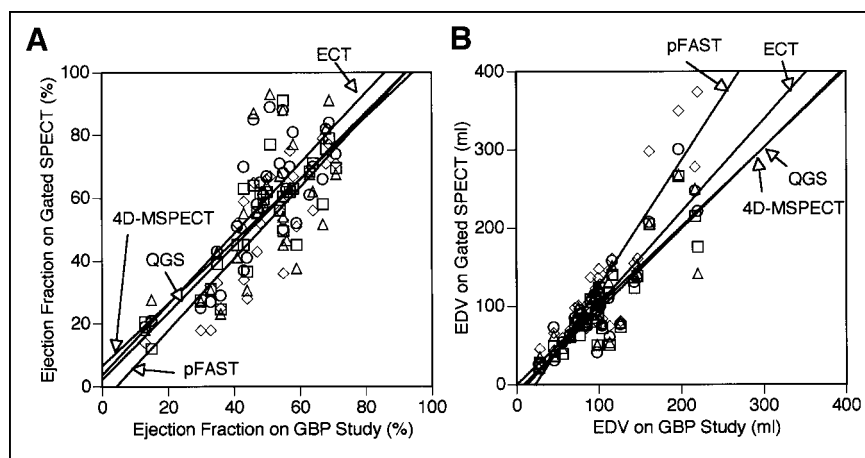 A
Ejection Fraction on Gated SPECT (%)
100
80
60
40
20
0
0
20
40
60
80
100
Ejection Fraction on GBP Study (%)
ECT
4D-MSPECT
QGS
pFAST
B
EDV on Gated SPECT (ml)
400
300
200
100
0
0
100
200
300
400
EDV on GBP Study (ml)
pFAST
ECT
QGS
4D-MSPECT